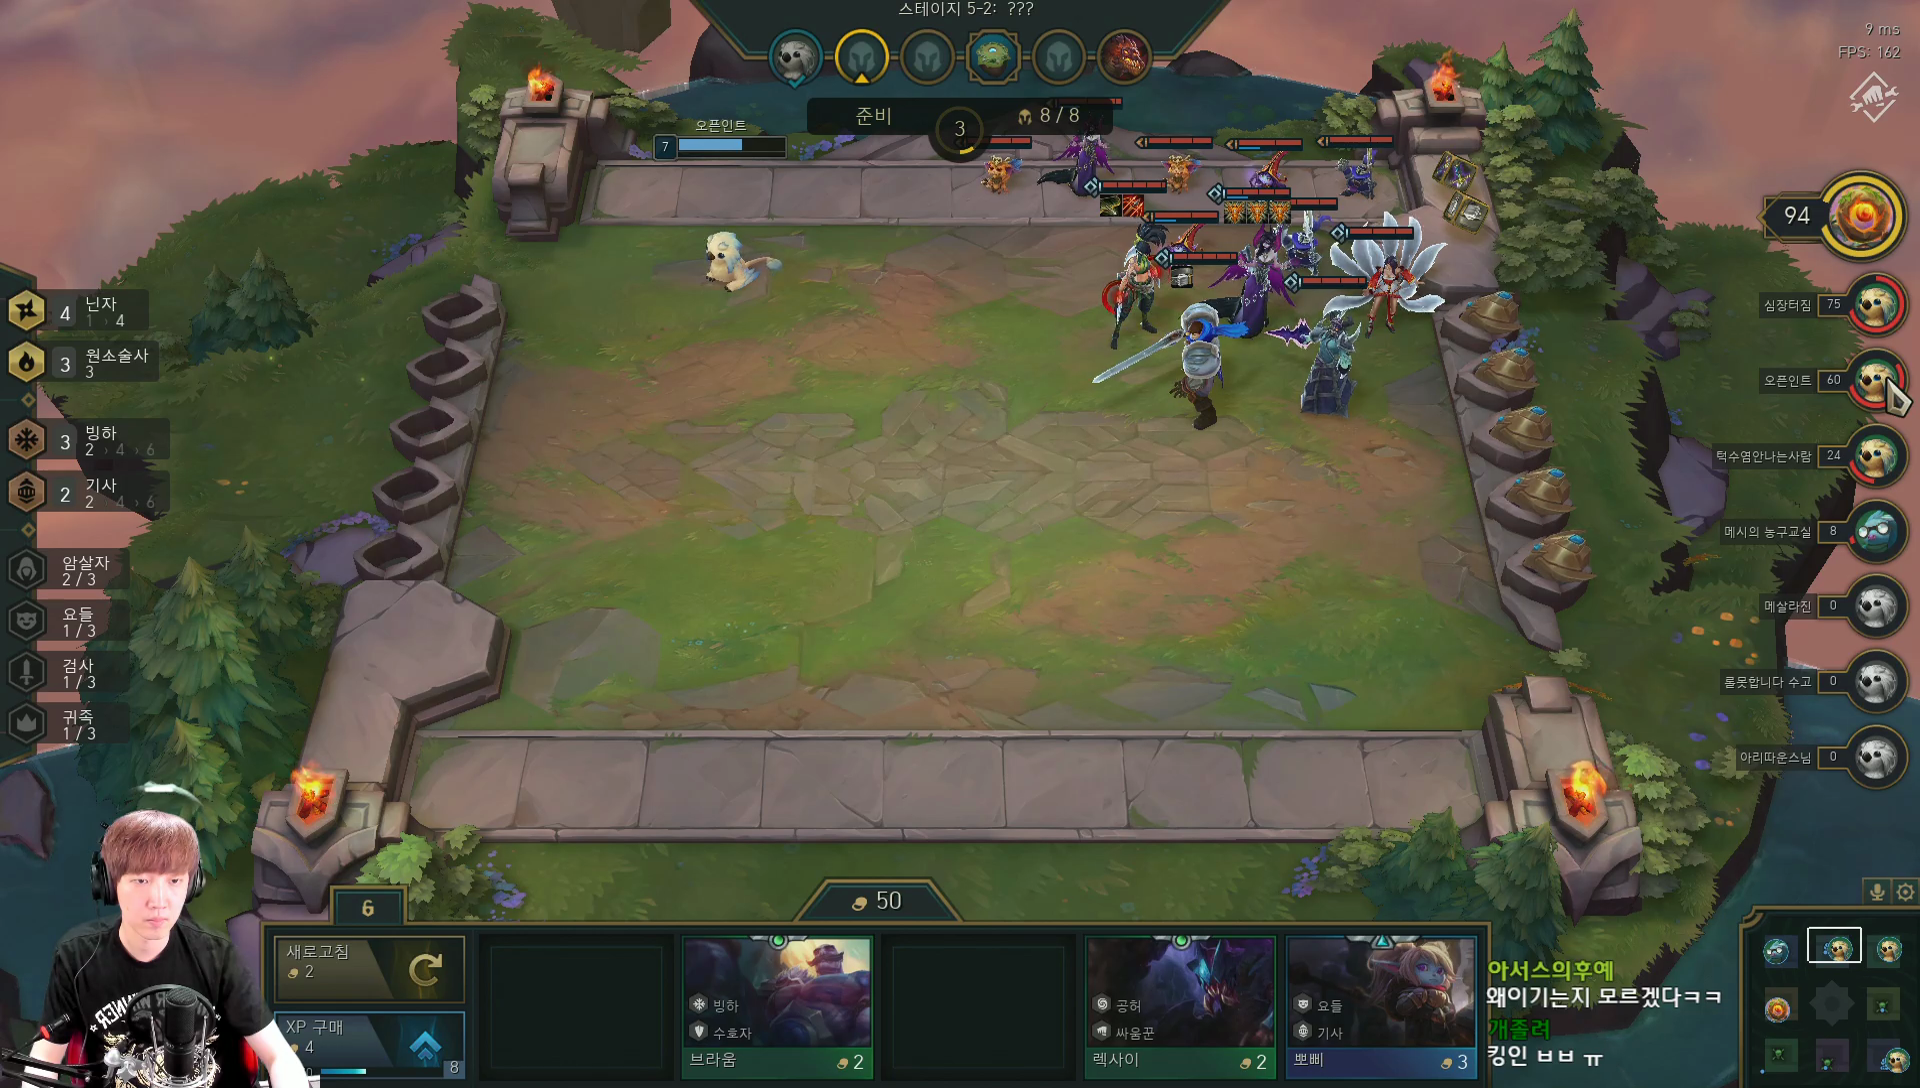 스테이지 5-2: ???
9 ms
FPS: 162
준비
3
8 / 8
오픈인트
7
94
심장터짐 75
오픈인트 60
턱수염안나는사람 24
메시의 농구교실 8
메살라진 0
롤못합니다 수고 0
아리따운스님 0
4 닌자
1 › 4
3 원소술사
3
3 빙하
2 › 4 › 6
2 기사
2 4 › 6
암살자
2 / 3
요들
1 / 3
검사
1 / 3
귀족
1 / 3
6
50
새로고침
2
XP 구매
4
8
빙하
수호자
브라움 2
공허
싸움꾼
렉사이 2
요들
기사
뽀삐 3
아서스의후예
왜이기는지 모르겠다ㅋㅋ
개졸려
킹인 ㅂㅂ ㅠ